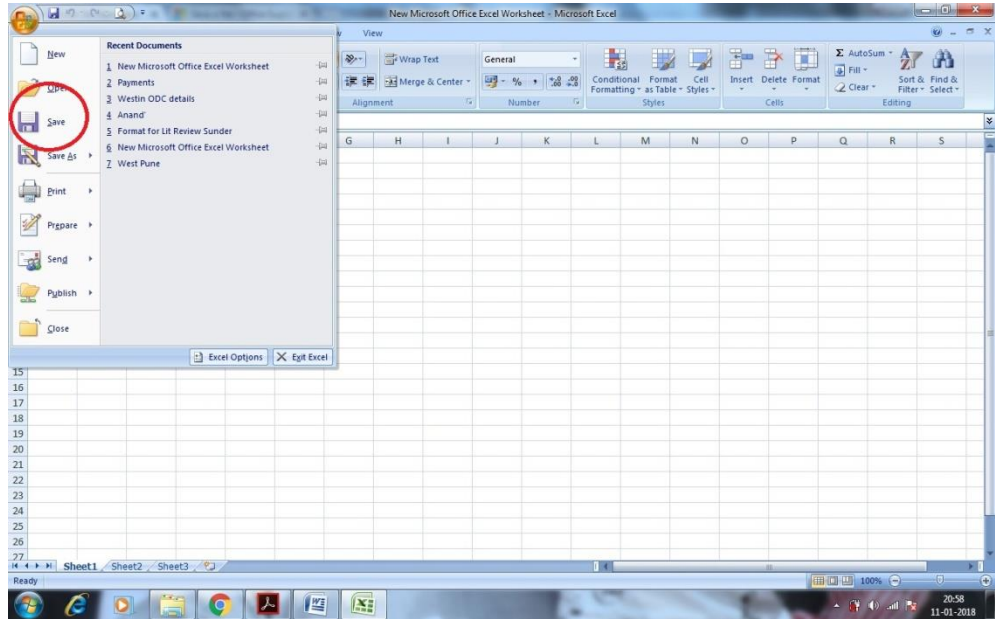 New Microsoft Office Excel Worksheet - Microsoft Excel
View
New
Open
Save
Save As
Print
Prepare
Send
Publish
Close
Recent Documents
1 New Microsoft Office Excel Worksheet
2 Payments
3 Westin ODC details
4 Anand'
5 Format for Lit Review Sunder
6 New Microsoft Office Excel Worksheet
7 West Pune
Excel Options
Exit Excel
Wrap Text
Merge & Center
Alignment
General
% ,
Number
Conditional Formatting
Format as Table
Cell Styles
Styles
Insert
Delete
Format
Cells
Σ AutoSum
Fill
Clear
Sort & Filter
Find & Select
Editing
G H I J K L M N O P Q R S
15
16
17
18
19
20
21
22
23
24
25
26
27
Sheet1 Sheet2 Sheet3
Ready
100%
20:58
11-01-2018